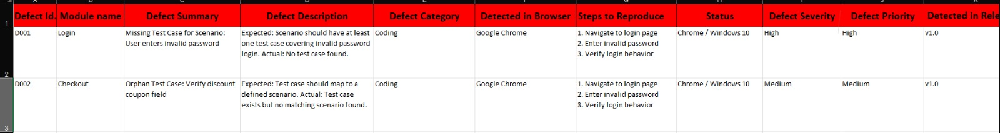 Defect Id. Module name Defect Summary Defect Description Defect Category Detected in Browser Steps to Reproduce Status Defect Severity Defect Priority Detected in Rele
1
D001 Login Missing Test Case for Scenario: Expected: Scenario should have at least Coding Google Chrome 1. Navigate to login page Chrome / Windows 10 High High v1.0
User enters invalid password one test case covering invalid password 2. Enter invalid password
login. Actual: No test case found. 3. Verify login behavior
2
D002 Checkout Orphan Test Case: Verify discount Expected: Test case should map to a Coding Google Chrome 1. Navigate to login page Chrome / Windows 10 Medium Medium v1.0
coupon field defined scenario. Actual: Test case 2. Enter invalid password
exists but no matching scenario found. 3. Verify login behavior
3